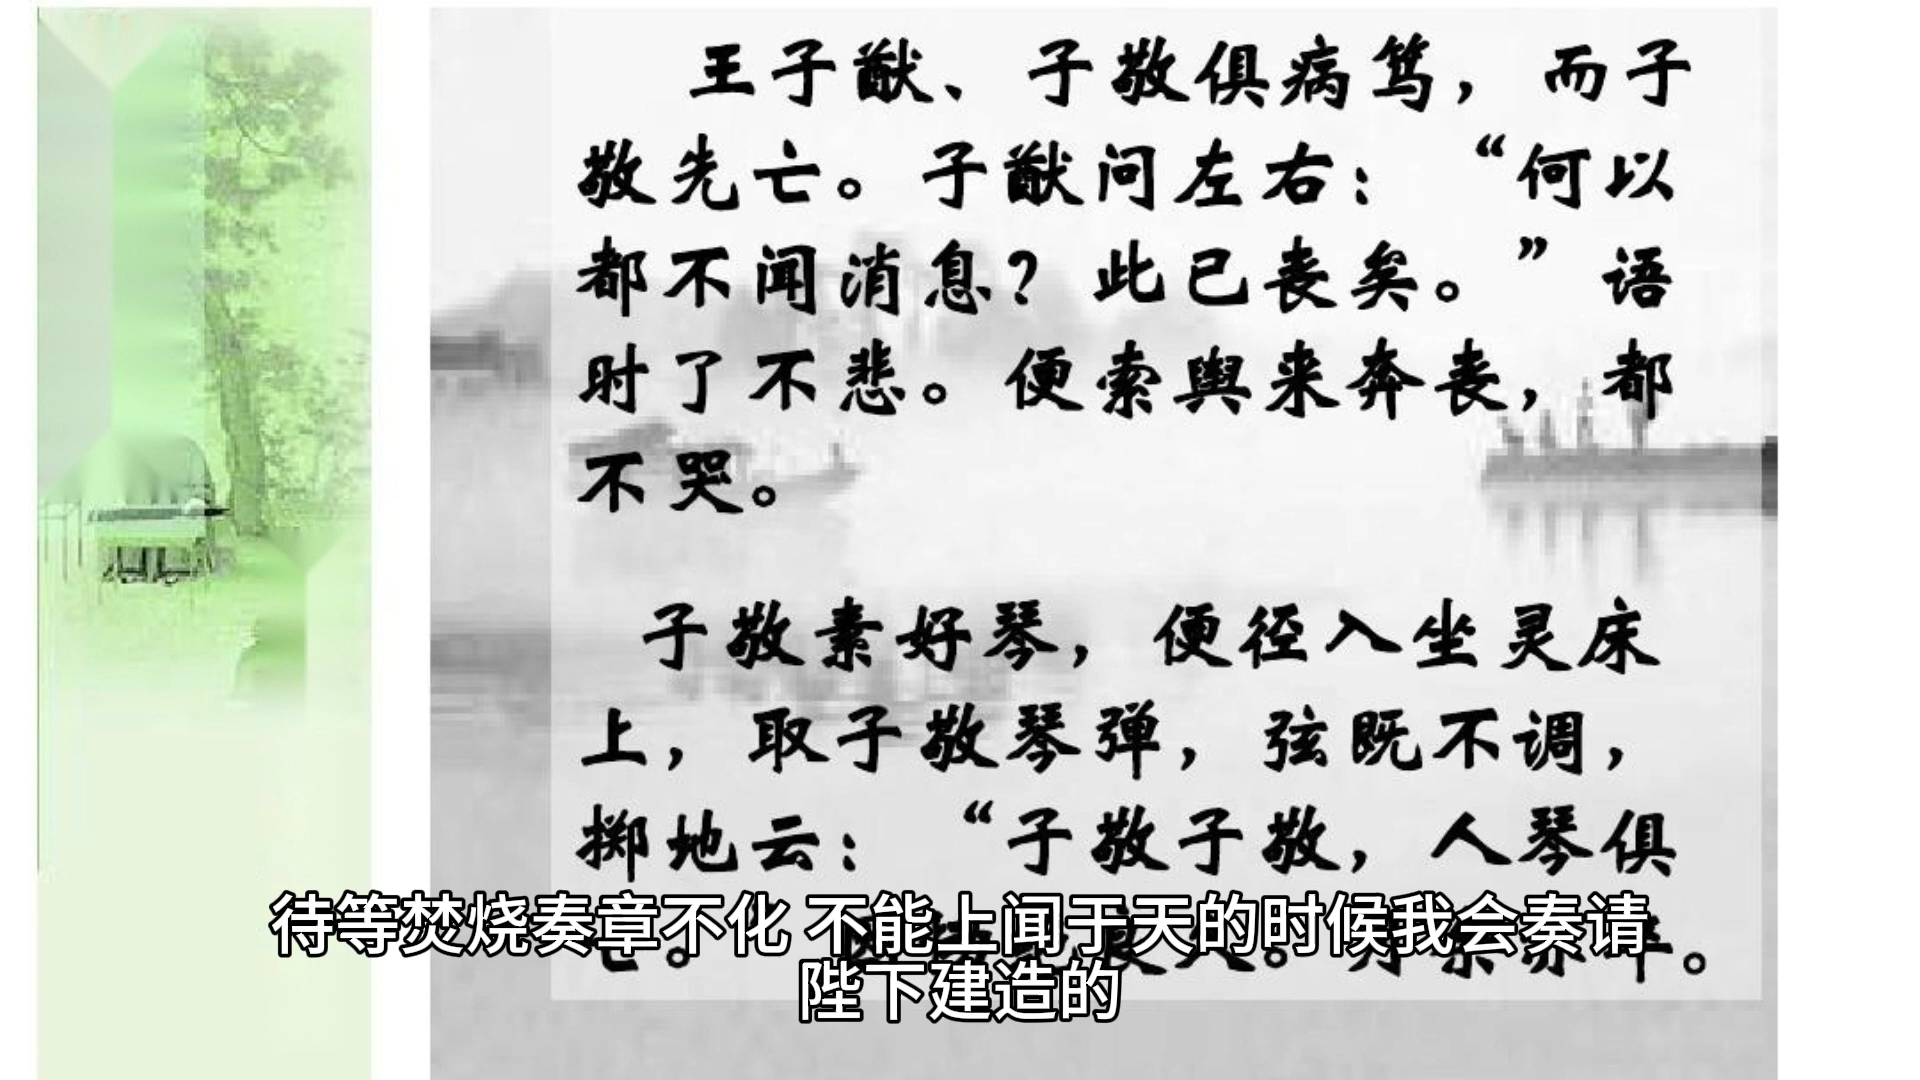 王子猷、子敬俱病笃，而子
敬先亡。子猷问左右：“何以
都不闻消息？此已丧矣。”语
时了不悲。便索舆来奔丧，都
不哭。
子敬素好琴，便径入坐灵床
上，取子敬琴弹，弦既不调，
掷地云：“子敬子敬，人琴俱
亡。
待等焚烧奏章不化 不能上闻于天的时候我会奏请
陛下建造的